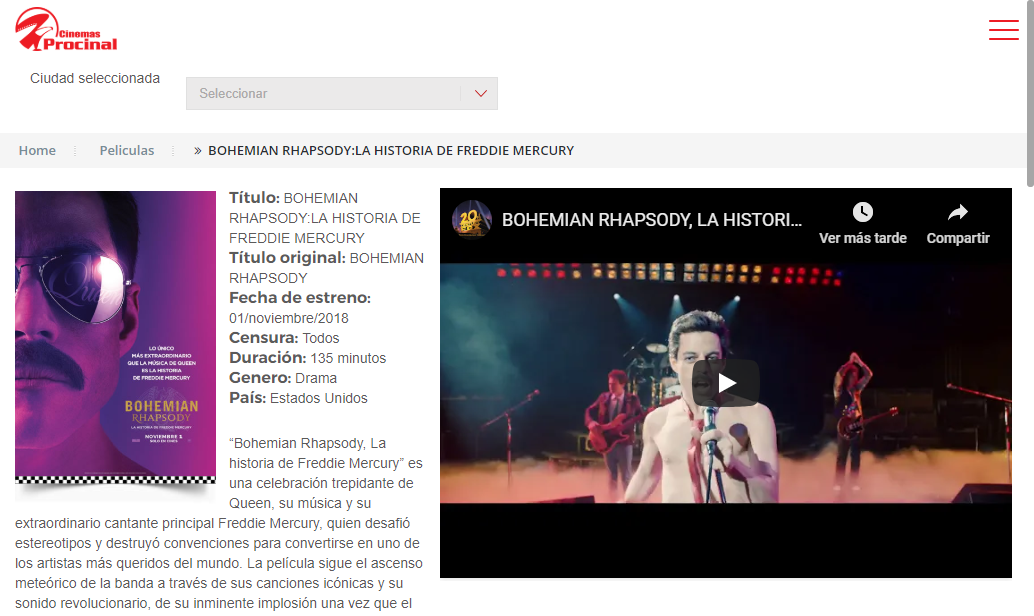 Cinemas
Procinal
Ciudad seleccionada
Seleccionar
Home
Peliculas
» BOHEMIAN RHAPSODY:LA HISTORIA DE FREDDIE MERCURY
Queen
LO ÚNICO
MÁS EXTRAORDINARIO
QUE LA MÚSICA DE QUEEN
ES LA HISTORIA
DE FREDDIE MERCURY
BOHEMIAN
RHAPSODY
LA HISTORIA DE FREDDIE MERCURY
NOVIEMBRE 1
SOLO EN CINES
Título: BOHEMIAN
RHAPSODY:LA HISTORIA DE
FREDDIE MERCURY
Título original: BOHEMIAN
RHAPSODY
Fecha de estreno:
01/noviembre/2018
Censura: Todos
Duración: 135 minutos
Genero: Drama
País: Estados Unidos
“Bohemian Rhapsody, La
historia de Freddie Mercury” es
una celebración trepidante de
Queen, su música y su
extraordinario cantante principal Freddie Mercury, quien desafió
estereotipos y destruyó convenciones para convertirse en uno de
los artistas más queridos del mundo. La película sigue el ascenso
meteórico de la banda a través de sus canciones icónicas y su
sonido revolucionario, de su inminente implosión una vez que el
BOHEMIAN RHAPSODY, LA HISTORI...
Ver más tarde
Compartir